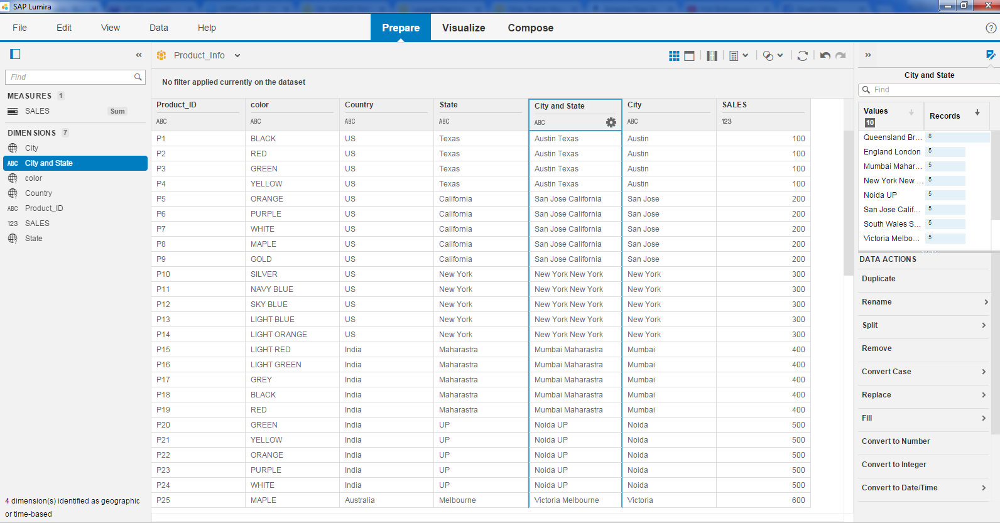 SAP Lumira
File Edit View Data Help
Prepare Visualize Compose
Find
MEASURES 1
SALES Sum
DIMENSIONS 7
City
ABC City and State
color
Country
ABC Product_ID
123 SALES
State
4 dimension(s) identified as geographic
or time-based
Product_Info
No filter applied currently on the dataset
Product_ID color Country State City and State City SALES
ABC ABC ABC ABC ABC ABC 123
P1 BLACK US Texas Austin Texas Austin 100
P2 RED US Texas Austin Texas Austin 100
P3 GREEN US Texas Austin Texas Austin 100
P4 YELLOW US Texas Austin Texas Austin 100
P5 ORANGE US California San Jose California San Jose 200
P6 PURPLE US California San Jose California San Jose 200
P7 WHITE US California San Jose California San Jose 200
P8 MAPLE US California San Jose California San Jose 200
P9 GOLD US California San Jose California San Jose 200
P10 SILVER US New York New York New York New York 300
P11 NAVY BLUE US New York New York New York New York 300
P12 SKY BLUE US New York New York New York New York 300
P13 LIGHT BLUE US New York New York New York New York 300
P14 LIGHT ORANGE US New York New York New York New York 300
P15 LIGHT RED India Maharastra Mumbai Maharastra Mumbai 400
P16 LIGHT GREEN India Maharastra Mumbai Maharastra Mumbai 400
P17 GREY India Maharastra Mumbai Maharastra Mumbai 400
P18 BLACK India Maharastra Mumbai Maharastra Mumbai 400
P19 RED India Maharastra Mumbai Maharastra Mumbai 400
P20 GREEN India UP Noida UP Noida 500
P21 YELLOW India UP Noida UP Noida 500
P22 ORANGE India UP Noida UP Noida 500
P23 PURPLE India UP Noida UP Noida 500
P24 WHITE India UP Noida UP Noida 500
P25 MAPLE Australia Melbourne Victoria Melbourne Victoria 600
City and State
Find
Values Records
10
Queensland Br... 8
England London 5
Mumbai Mahar... 5
New York New ... 5
Noida UP 5
San Jose Calif... 5
South Wales S... 5
Victoria Melbo... 5
DATA ACTIONS
Duplicate
Rename
Split
Remove
Convert Case
Replace
Fill
Convert to Number
Convert to Integer
Convert to Date/Time